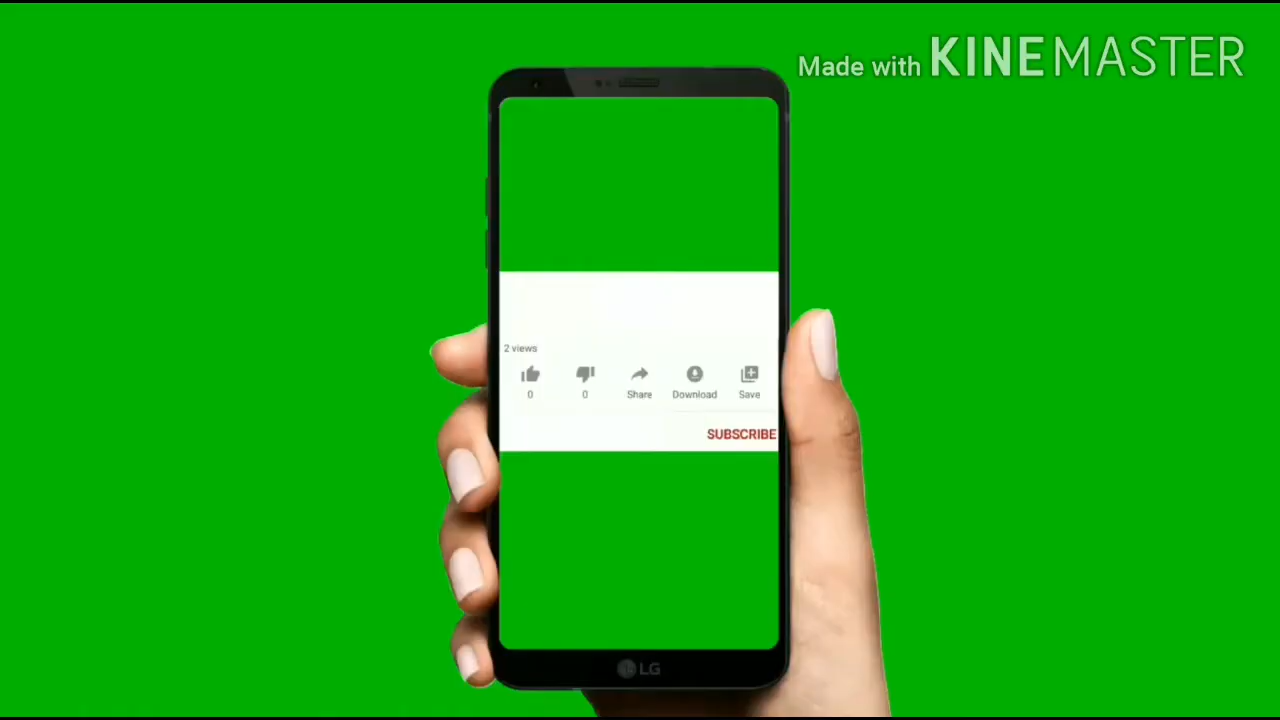 Made with KINEMASTER
2 views
0 0 Share Download Save
SUBSCRIBE
LG